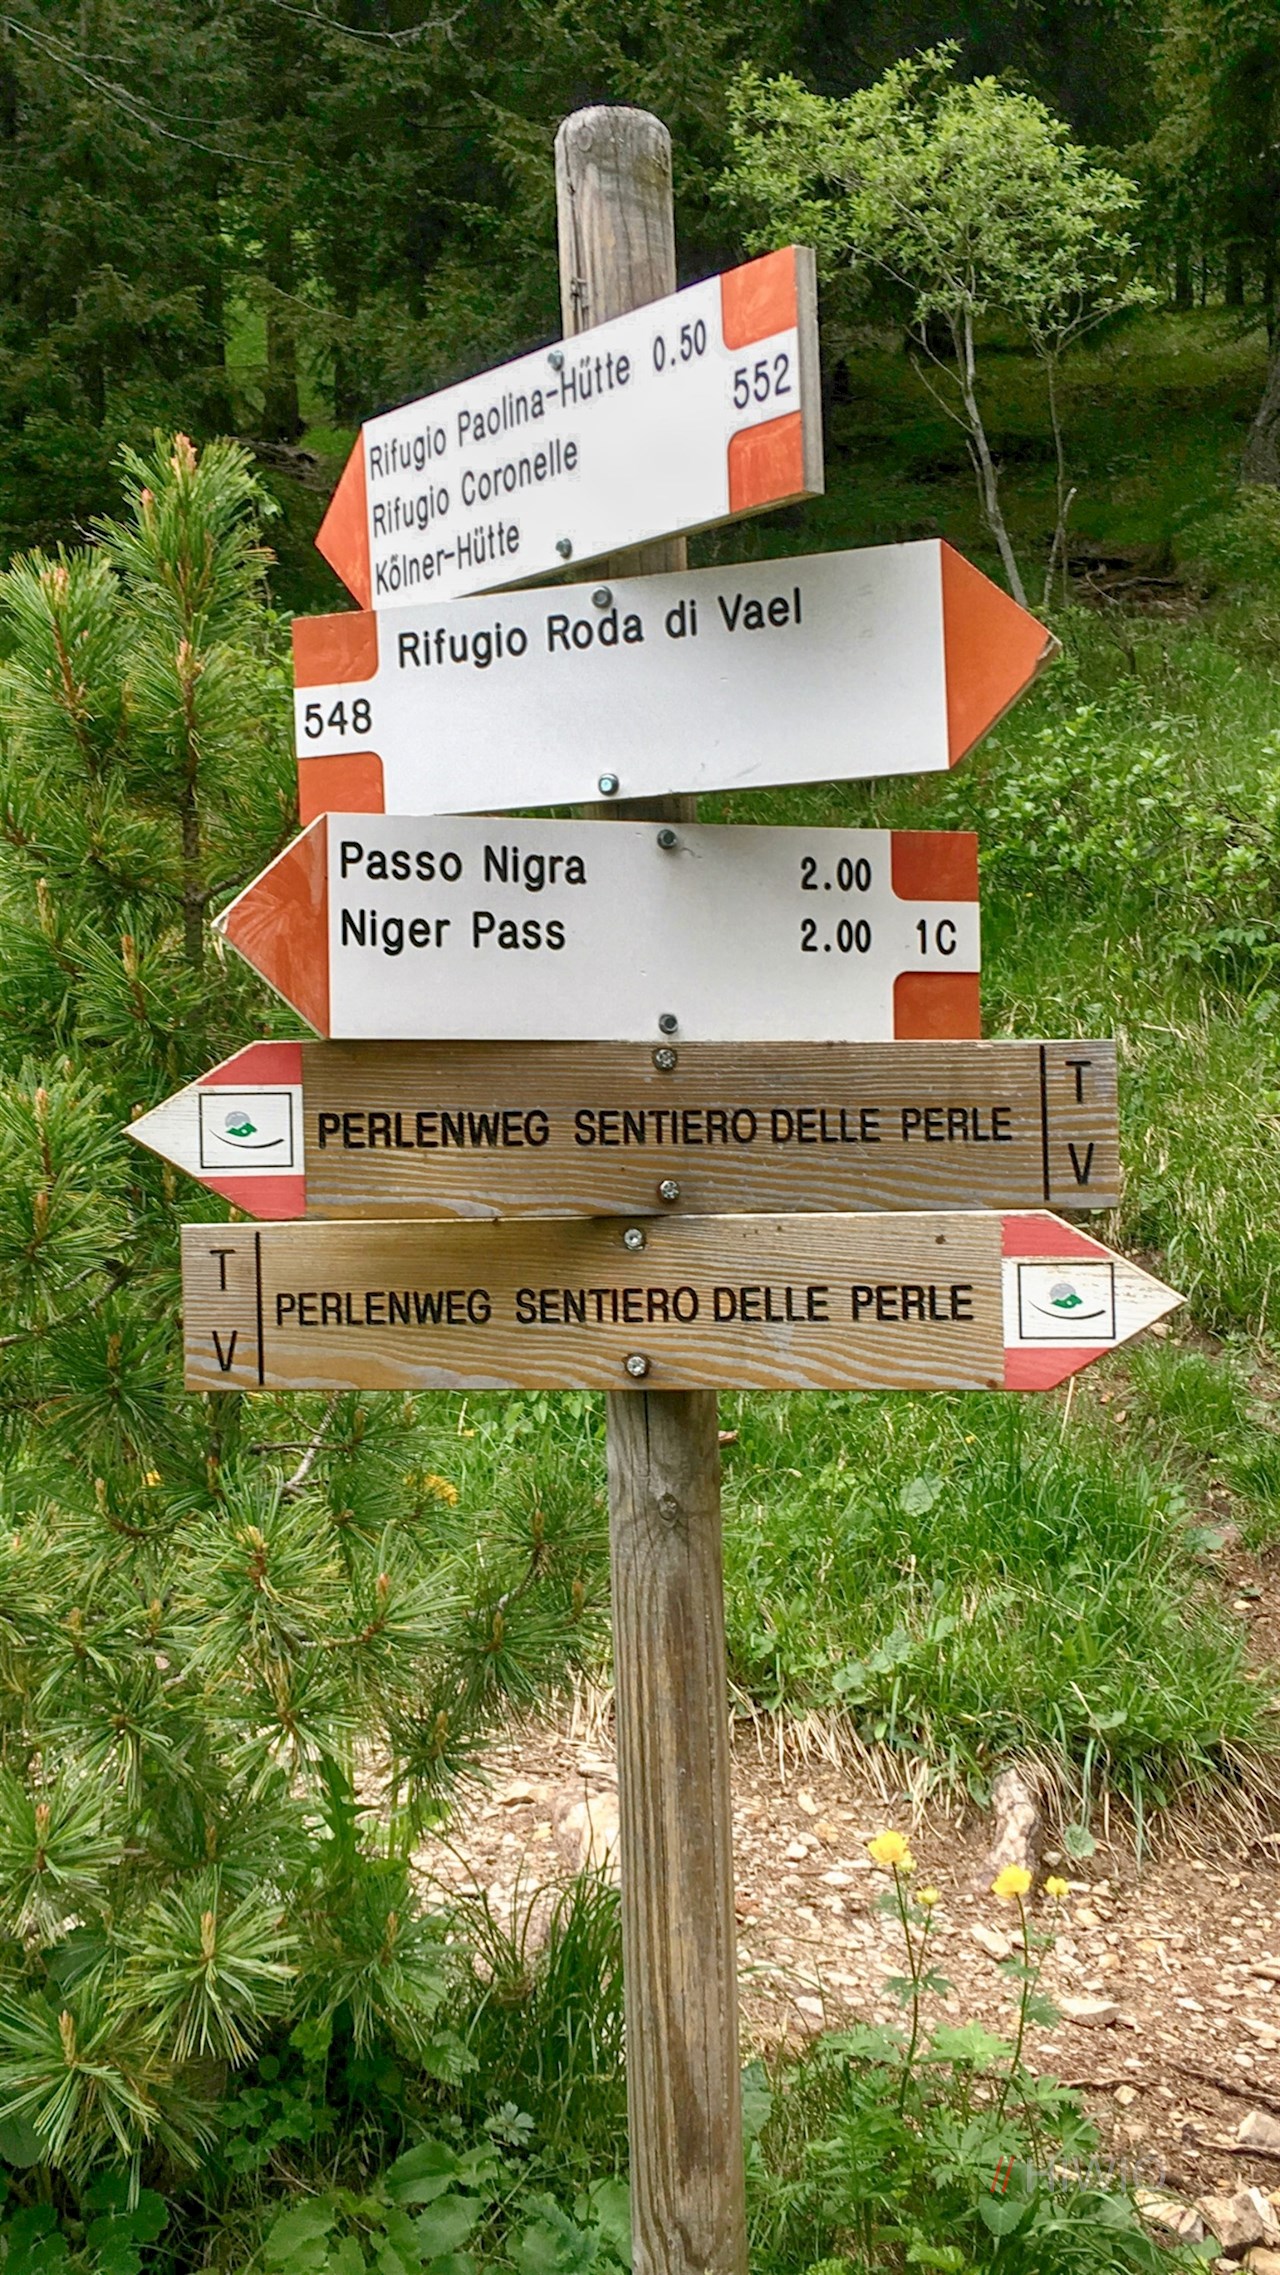 Rifugio Paolina-Hütte 0.50
Rifugio Coronelle
Kölner-Hütte
552
Rifugio Roda di Vael
548
Passo Nigra 2.00
Niger Pass 2.00 1C
PERLENWEG SENTIERO DELLE PERLE
T
V
T
V
PERLENWEG SENTIERO DELLE PERLE